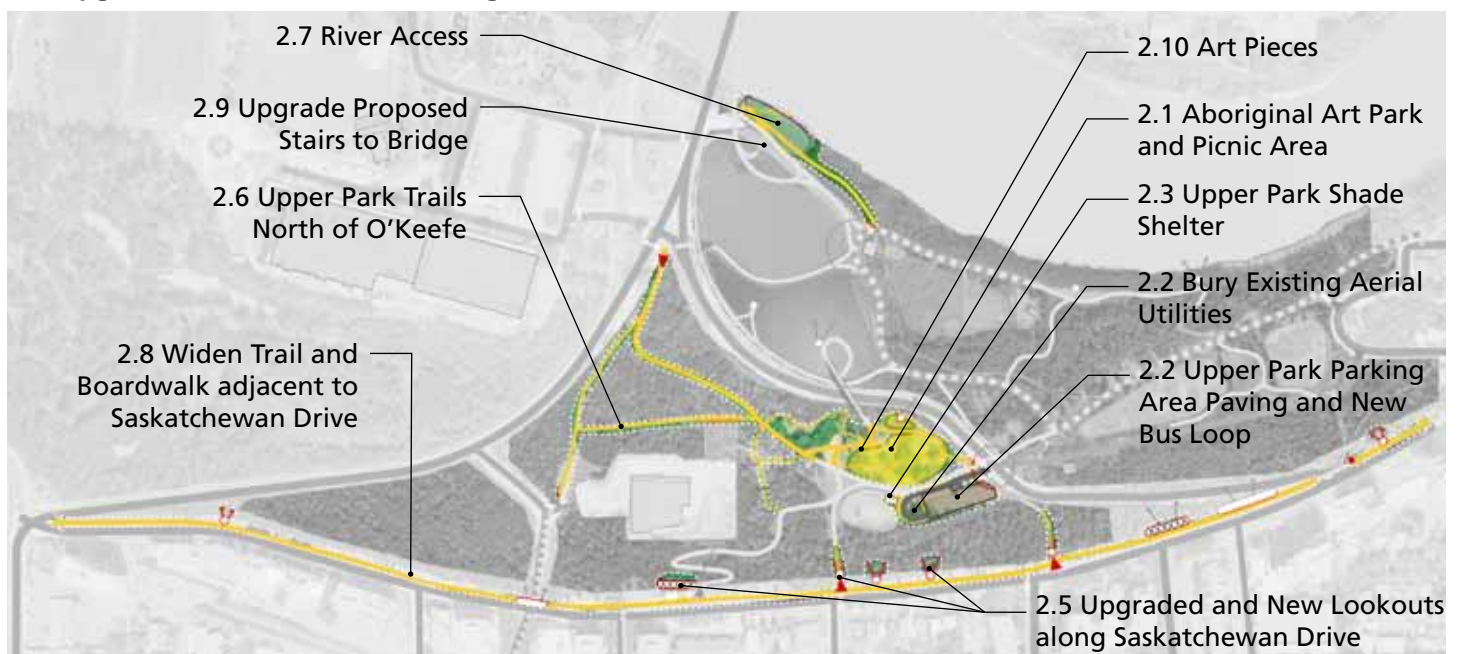 2.7 River Access
2.9 Upgrade Proposed
Stairs to Bridge
2.6 Upper Park Trails
North of O'Keefe
2.8 Widen Trail and
Boardwalk adjacent to
Saskatchewan Drive
2.10 Art Pieces
2.1 Aboriginal Art Park
and Picnic Area
2.3 Upper Park Shade
Shelter
2.2 Bury Existing Aerial
Utilities
2.2 Upper Park Parking
Area Paving and New
Bus Loop
2.5 Upgraded and New Lookouts
along Saskatchewan Drive